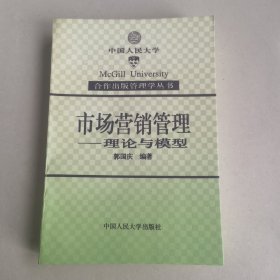 中国人民大学
McGill University
合作出版管理学丛书
市场营销管理
——理论与模型
郭国庆 编著
中国人民大学出版社